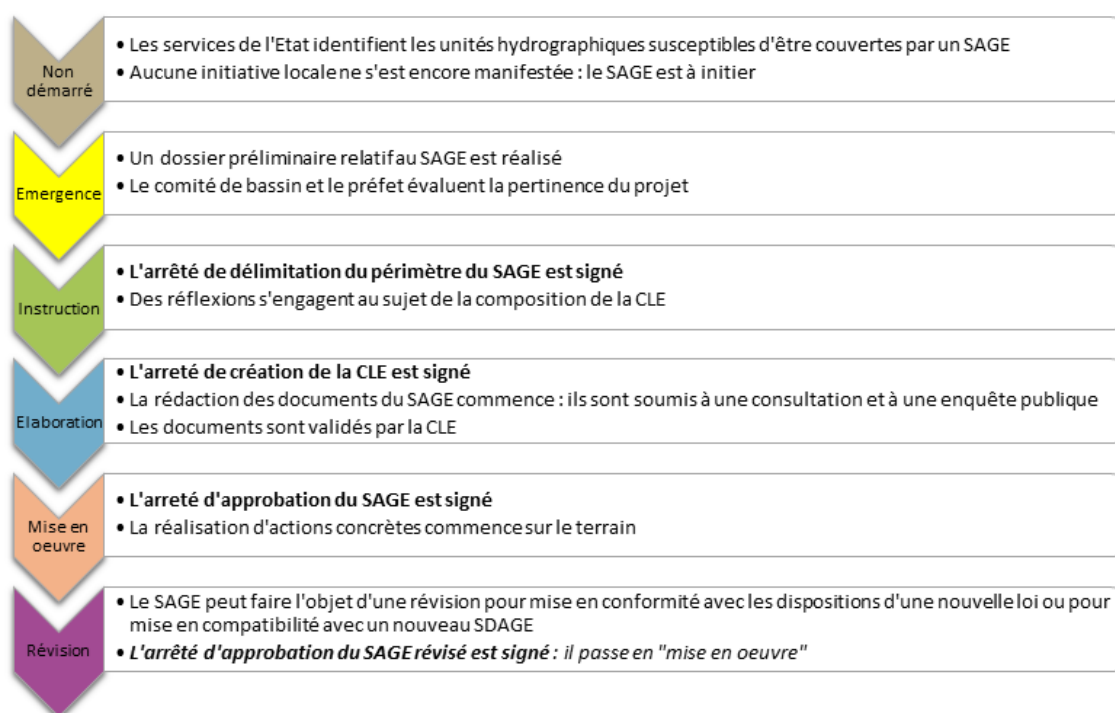 Non
démarré
• Les services de l'Etat identifient les unités hydrographiques susceptibles d'être couvertes par un SAGE
• Aucune initiative locale ne s'est encore manifestée : le SAGE est à initier
Emergence
• Un dossier préliminaire relatif au SAGE est réalisé
• Le comité de bassin et le préfet évaluent la pertinence du projet
Instruction
• L'arrêté de délimitation du périmètre du SAGE est signé
• Des réflexions s'engagent au sujet de la composition de la CLE
Elaboration
• L'arreté de création de la CLE est signé
• La rédaction des documents du SAGE commence : ils sont soumis à une consultation et à une enquête publique
• Les documents sont validés par la CLE
Mise en
oeuvre
• L'arreté d'approbation du SAGE est signé
• La réalisation d'actions concrètes commence sur le terrain
Révision
• Le SAGE peut faire l'objet d'une révision pour mise en conformité avec les dispositions d'une nouvelle loi ou pour
mise en compatibilité avec un nouveau SDAGE
• L'arrêté d'approbation du SAGE révisé est signé : il passe en "mise en oeuvre"